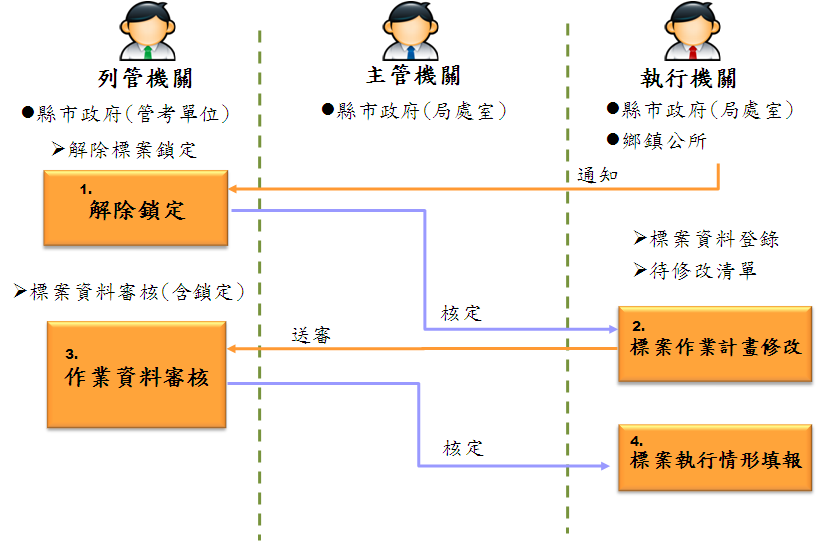 列管機關
●縣市政府(管考單位)
➢解除標案鎖定
主管機關
●縣市政府(局處室)
執行機關
●縣市政府(局處室)
●鄉鎮公所
通知
1.
解除鎖定
➢標案資料登錄
➢待修改清單
➢標案資料審核(含鎖定)
核定
2.
標案作業計畫修改
送審
3.
作業資料審核
核定
4.
標案執行情形填報